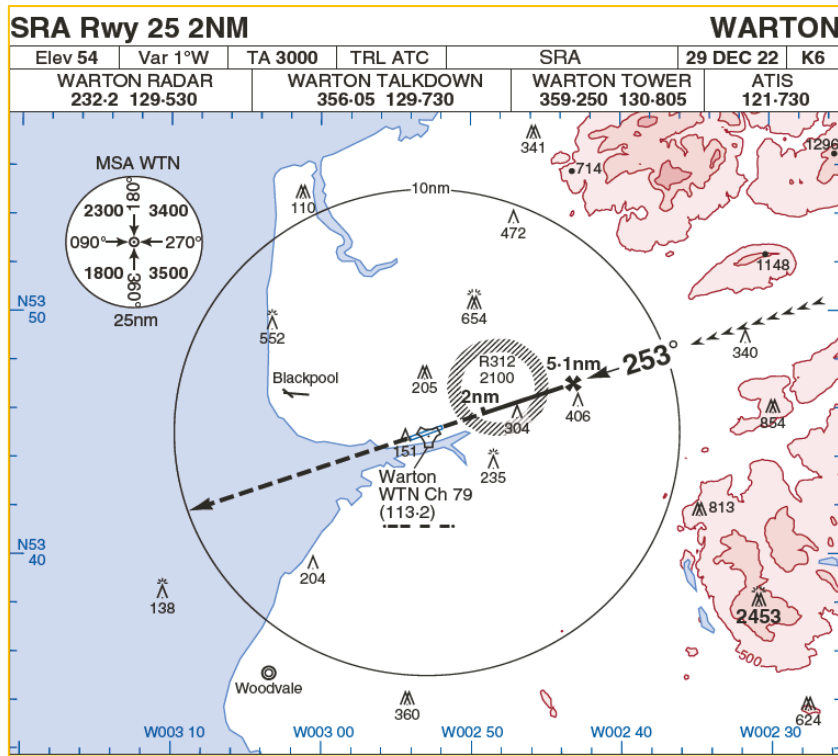 SRA Rwy 25 2NM WARTON
Elev 54 Var 1°W TA 3000 TRL ATC SRA 29 DEC 22 K6
WARTON RADAR WARTON TALKDOWN WARTON TOWER ATIS
232·2 129·530 356·05 129·730 359·250 130·805 121·730
MSA WTN
180°
2300 3400
090° 270°
1800 3500
360°
25nm
341
714
1296
10nm
110
472
1148
N53
50
552
654
253°
340
R312
2100
5·1nm
Blackpool
205
2nm
406
304
854
151
235
Warton
WTN Ch 79
(113·2)
813
N53
40
204
138
2453
500
Woodvale
360
624
W003 10 W003 00 W002 50 W002 40 W002 30